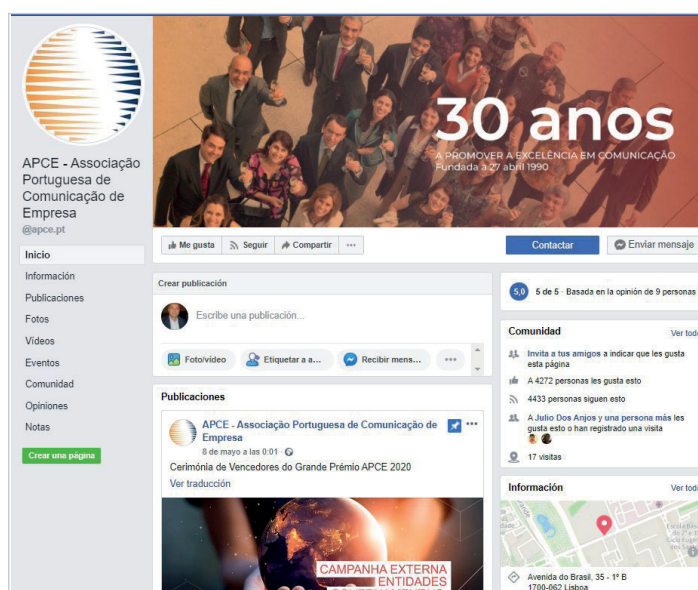 30 anos
A PROMOVER A EXCELÊNCIA EM COMUNICAÇÃO
Fundada a 27 abril 1990
APCE - Associação
Portuguesa de
Comunicação de
Empresa
@apce.pt
Inicio
Información
Publicaciones
Fotos
Vídeos
Eventos
Comunidad
Opiniones
Notas
Crear una página
Me gusta
Seguir
Compartir
Contactar
Enviar mensaje
Crear publicación
Escribe una publicación...
Foto/vídeo
Etiquetar a a...
Recibir mens...
Publicaciones
APCE - Associação Portuguesa de Comunicação de
Empresa
8 de mayo a las 0:01
Cerimónia de Vencedores do Grande Prémio APCE 2020
Ver traducción
CAMPANHA EXTERNA
ENTIDADES
5,0
5 de 5 · Basada en la opinión de 9 personas
Comunidad
Ver todo
Invita a tus amigos a indicar que les gusta
esta página
A 4272 personas les gusta esto
4433 personas siguen esto
A Julio Dos Anjos y una persona más les
gusta esto o han registrado una visita
17 visitas
Información
Ver todo
Avenida do Brasil, 35 - 1º B
1700-062 Lisboa